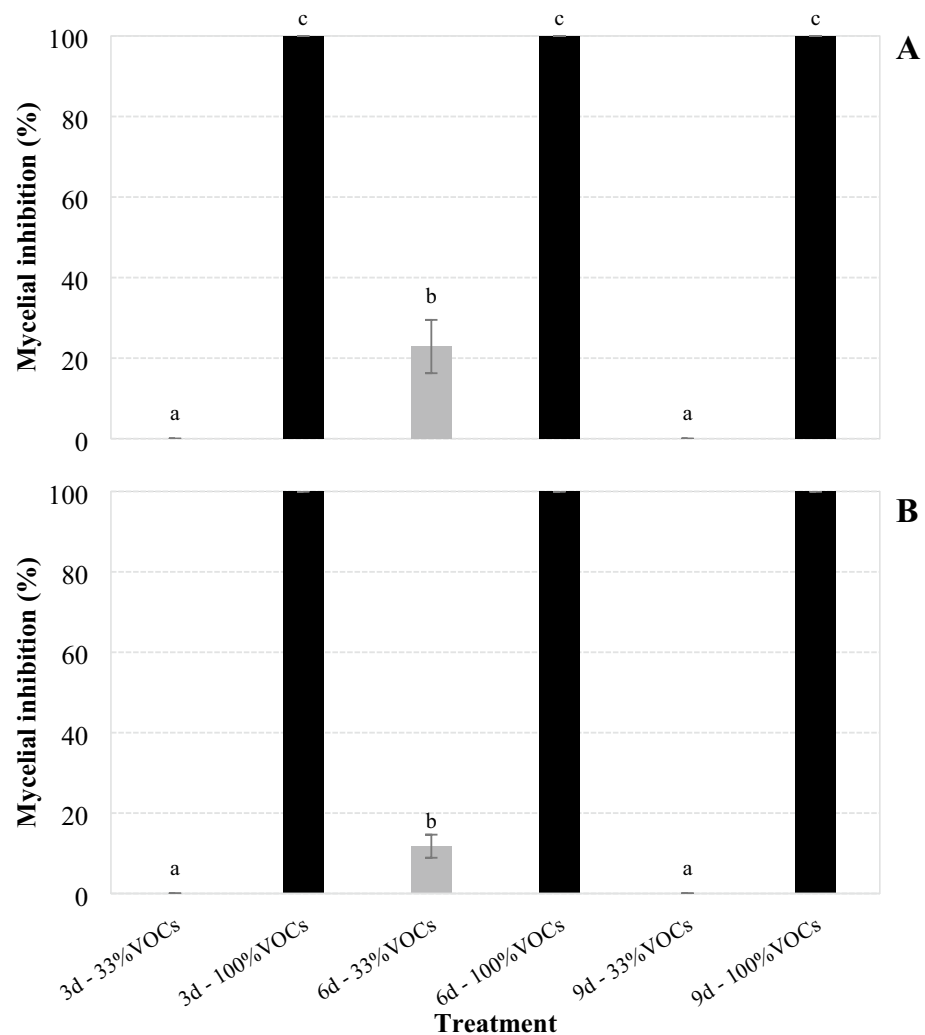 c c c
A
100
80
60
40
20
0
Mycelial inhibition (%)
b
a a
B
100
80
60
40
20
0
Mycelial inhibition (%)
b
a a
3d - 33%VOCs
3d - 100%VOCs
6d - 33%VOCs
6d - 100%VOCs
9d - 33%VOCs
9d - 100%VOCs
Treatment